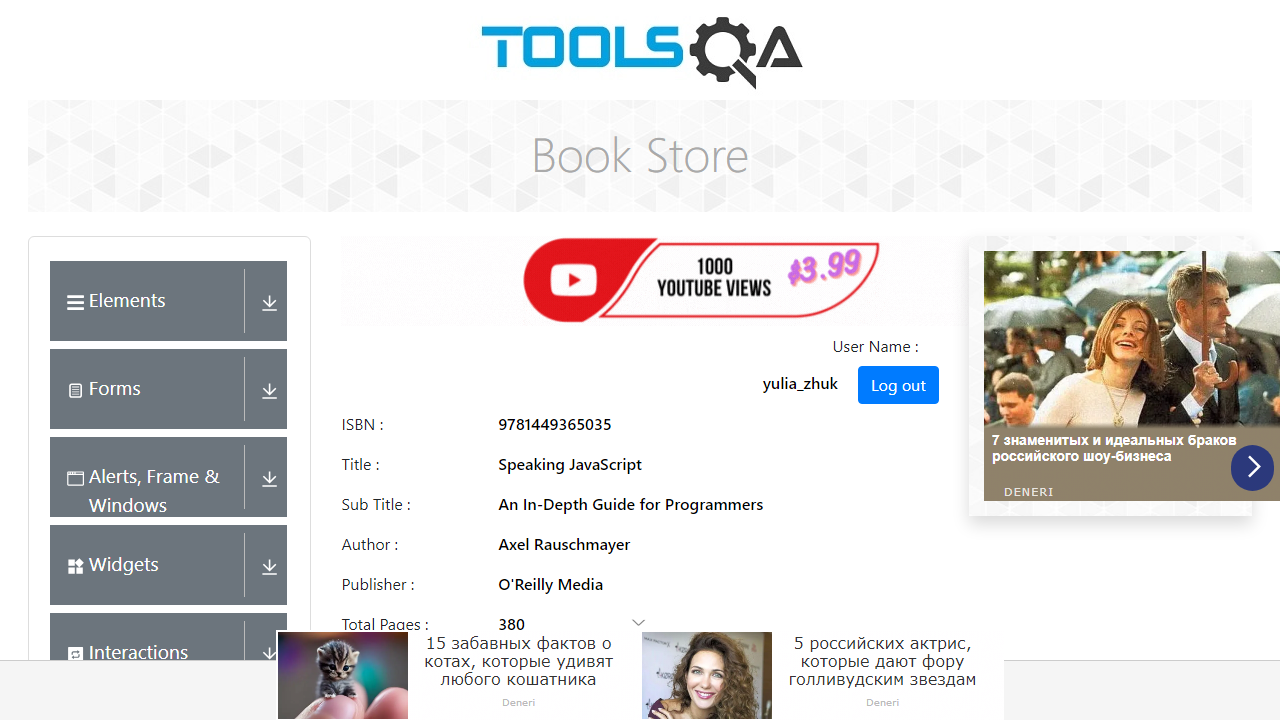 TOOLSQA
Book Store
Elements
Forms
Alerts, Frame &
Windows
Widgets
Interactions
1000
YOUTUBE VIEWS
$3.99
User Name :
yulia_zhuk
Log out
ISBN :
9781449365035
Title :
Speaking JavaScript
Sub Title :
An In-Depth Guide for Programmers
Author :
Axel Rauschmayer
Publisher :
O'Reilly Media
Total Pages :
380
7 знаменитых и идеальных браков
российского шоу-бизнеса
DENERI
15 забавных фактов о
котах, которые удивят
любого кошатника
Deneri
5 российских актрис,
которые дают фору
голливудским звездам
Deneri